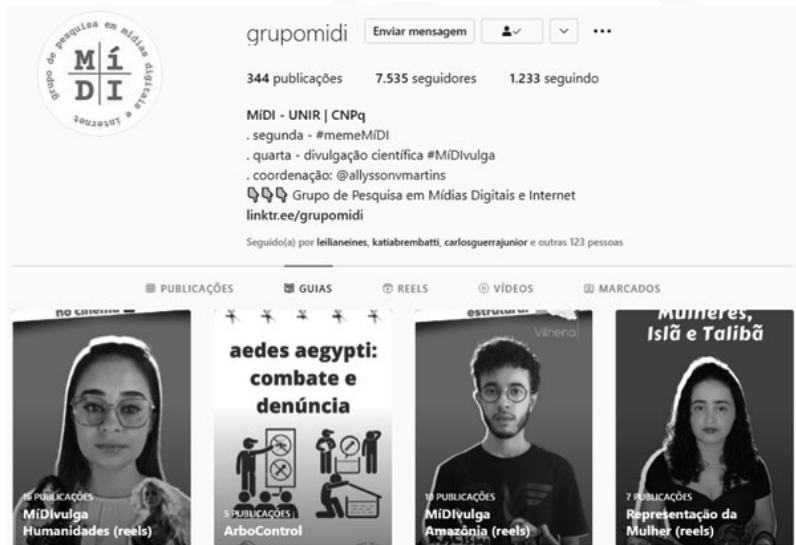 grupo de pesquisa em mídias digitais e internet
MÍ
DI
grupomidi Enviar mensagem
344 publicações 7.535 seguidores 1.233 seguindo
MíDI - UNIR | CNPq
. segunda - #memeMíDI
. quarta - divulgação científica #MíDIvulga
. coordenação: @allyssonvmartins
Grupo de Pesquisa em Mídias Digitais e Internet
linktr.ee/grupomidi
Seguido(a) por leilianeines, katiabrembatti, carlosguerrajunior e outras 123 pessoas
PUBLICAÇÕES GUIAS REELS VÍDEOS MARCADOS
no cinema
16 PUBLICAÇÕES
MíDIvulga
Humanidades (reels)
aedes aegypti:
combate e
denúncia
5 PUBLICAÇÕES
ArboControl
estrutural
Vilhena
10 PUBLICAÇÕES
MíDIvulga
Amazônia (reels)
Mulheres,
Islã e Talibã
7 PUBLICAÇÕES
Representação da
Mulher (reels)